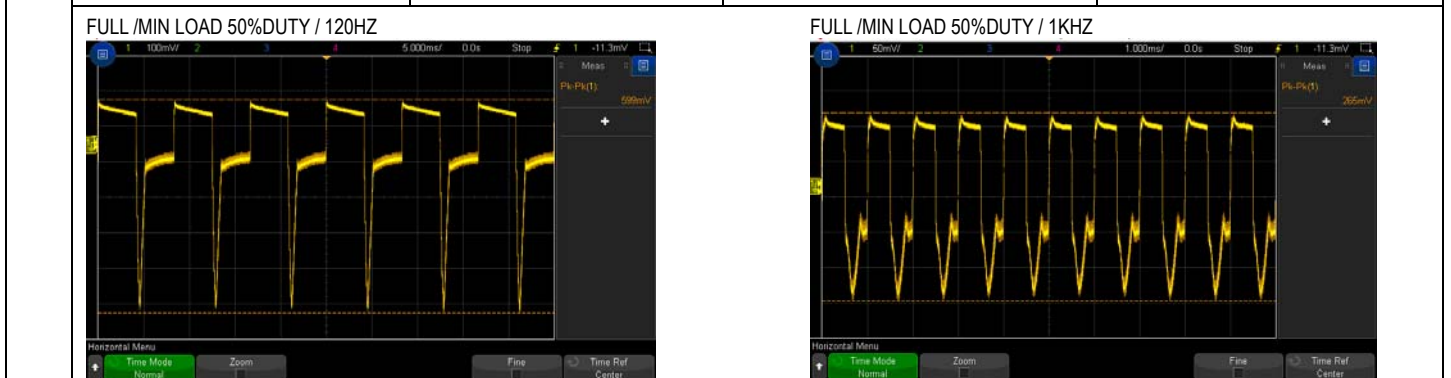 FULL /MIN LOAD 50%DUTY / 120HZ
1 100mV/ 2 3 4 5.000ms/ 0.0s Stop 1 -11.3mV
Meas
Pk-Pk(1):
599mV
Horizontal Menu
Time Mode
Normal
Zoom
Fine
Time Ref
Center
FULL /MIN LOAD 50%DUTY / 1KHZ
1 50mV/ 2 3 4 1.000ms/ 0.0s Stop 1 -11.3mV
Meas
Pk-Pk(1):
265mV
Horizontal Menu
Time Mode
Normal
Zoom
Fine
Time Ref
Center